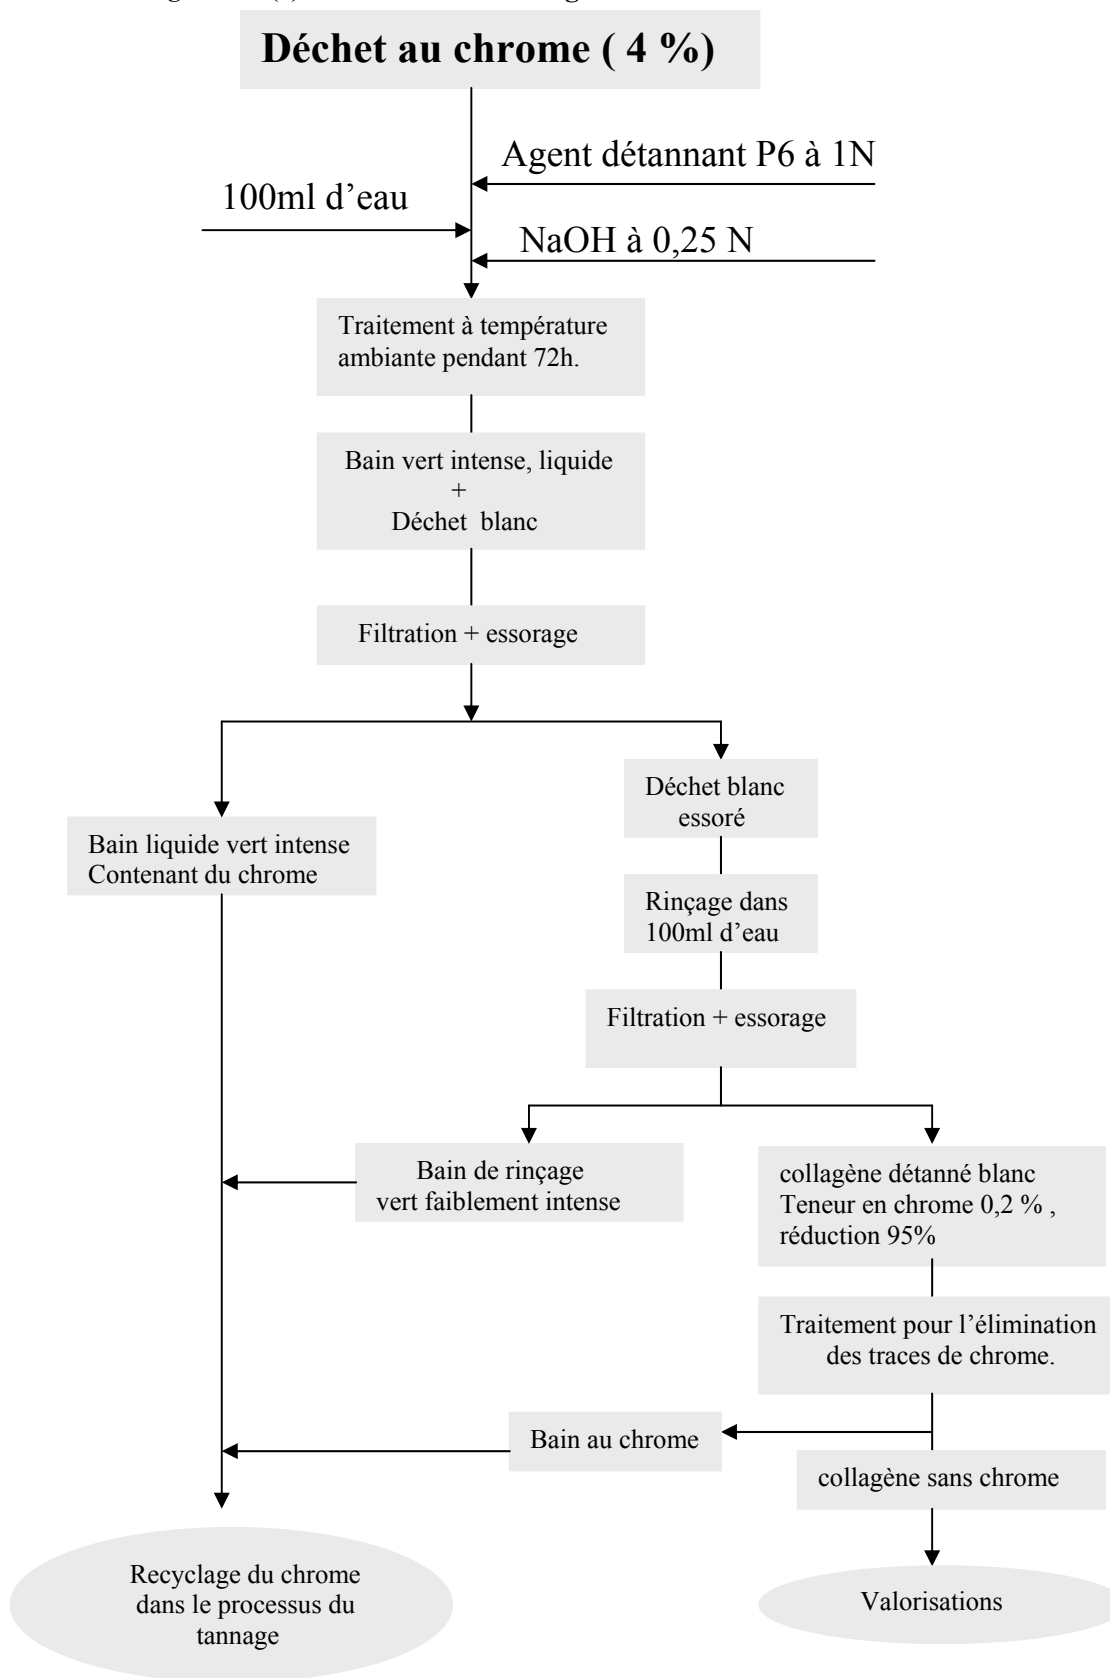 Déchet au chrome ( 4 %)
Agent détannant P6 à 1N
100ml d’eau
NaOH à 0,25 N
Traitement à température
ambiante pendant 72h.
Bain vert intense, liquide
+
Déchet blanc
Filtration + essorage
Déchet blanc
essoré
Bain liquide vert intense
Contenant du chrome
Rinçage dans
100ml d’eau
Filtration + essorage
Bain de rinçage
vert faiblement intense
collagène détanné blanc
Teneur en chrome 0,2 % ,
réduction 95%
Traitement pour l’élimination
des traces de chrome.
Bain au chrome
collagène sans chrome
Recyclage du chrome
dans le processus du
tannage
Valorisations